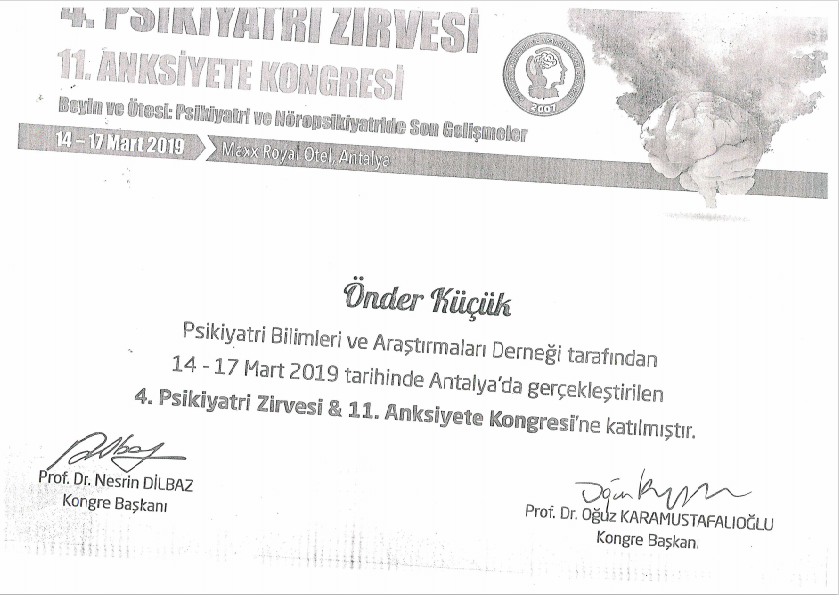 4. PSİKİYATRİ ZİRVESİ
11. ANKSİYETE KONGRESİ
Beyin ve Ötesi: Psikiyatri ve Nöropsikiyatride Son Gelişmeler
14 – 17 Mart 2019 Maxx Royal Otel, Antalya
2007
Önder Küçük
Psikiyatri Bilimleri ve Araştırmaları Derneği tarafından
14 - 17 Mart 2019 tarihinde Antalya'da gerçekleştirilen
4. Psikiyatri Zirvesi & 11. Anksiyete Kongresi'ne katılmıştır.
Prof. Dr. Nesrin DİLBAZ
Kongre Başkanı
Prof. Dr. Oğuz KARAMUSTAFALIOĞLU
Kongre Başkan